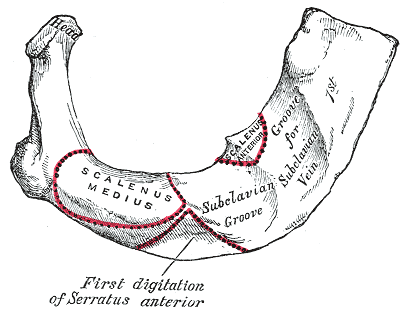 Head
SCALENUS
MEDIUS
SCALENUS
ANTERIOR
Groove
for
Subclavian
Vein
1st
Subclavian
Groove
First digitation
of Serratus anterior